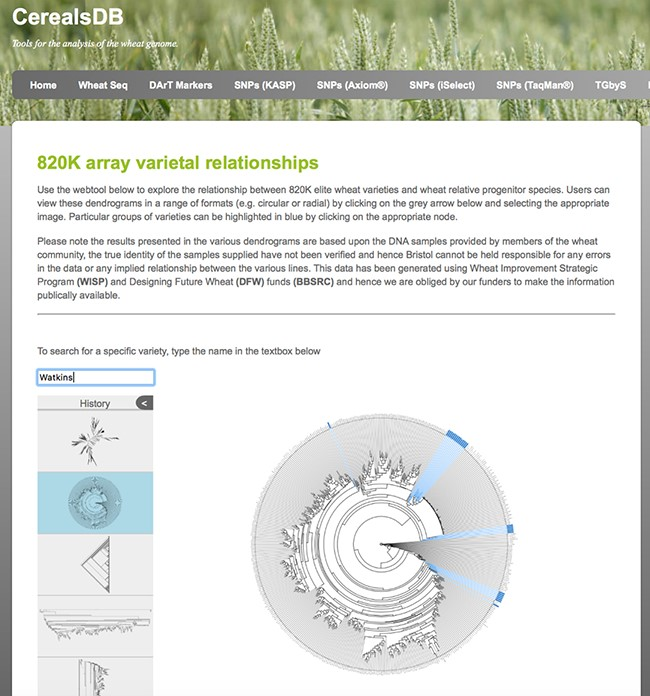 CerealsDB
Tools for the analysis of the wheat genome.
Home Wheat Seq DArT Markers SNPs (KASP) SNPs (Axiom®) SNPs (iSelect) SNPs (TaqMan®) TGbyS
820K array varietal relationships
Use the webtool below to explore the relationship between 820K elite wheat varieties and wheat relative progenitor species. Users can
view these dendrograms in a range of formats (e.g. circular or radial) by clicking on the grey arrow below and selecting the appropriate
image. Particular groups of varieties can be highlighted in blue by clicking on the appropriate node.
Please note the results presented in the various dendrograms are based upon the DNA samples provided by members of the wheat
community, the true identity of the samples supplied have not been verified and hence Bristol cannot be held responsible for any errors
in the data or any implied relationship between the various lines. This data has been generated using Wheat Improvement Strategic
Program (WISP) and Designing Future Wheat (DFW) funds (BBSRC) and hence we are obliged by our funders to make the information
publically available.
To search for a specific variety, type the name in the textbox below
Watkins
History <